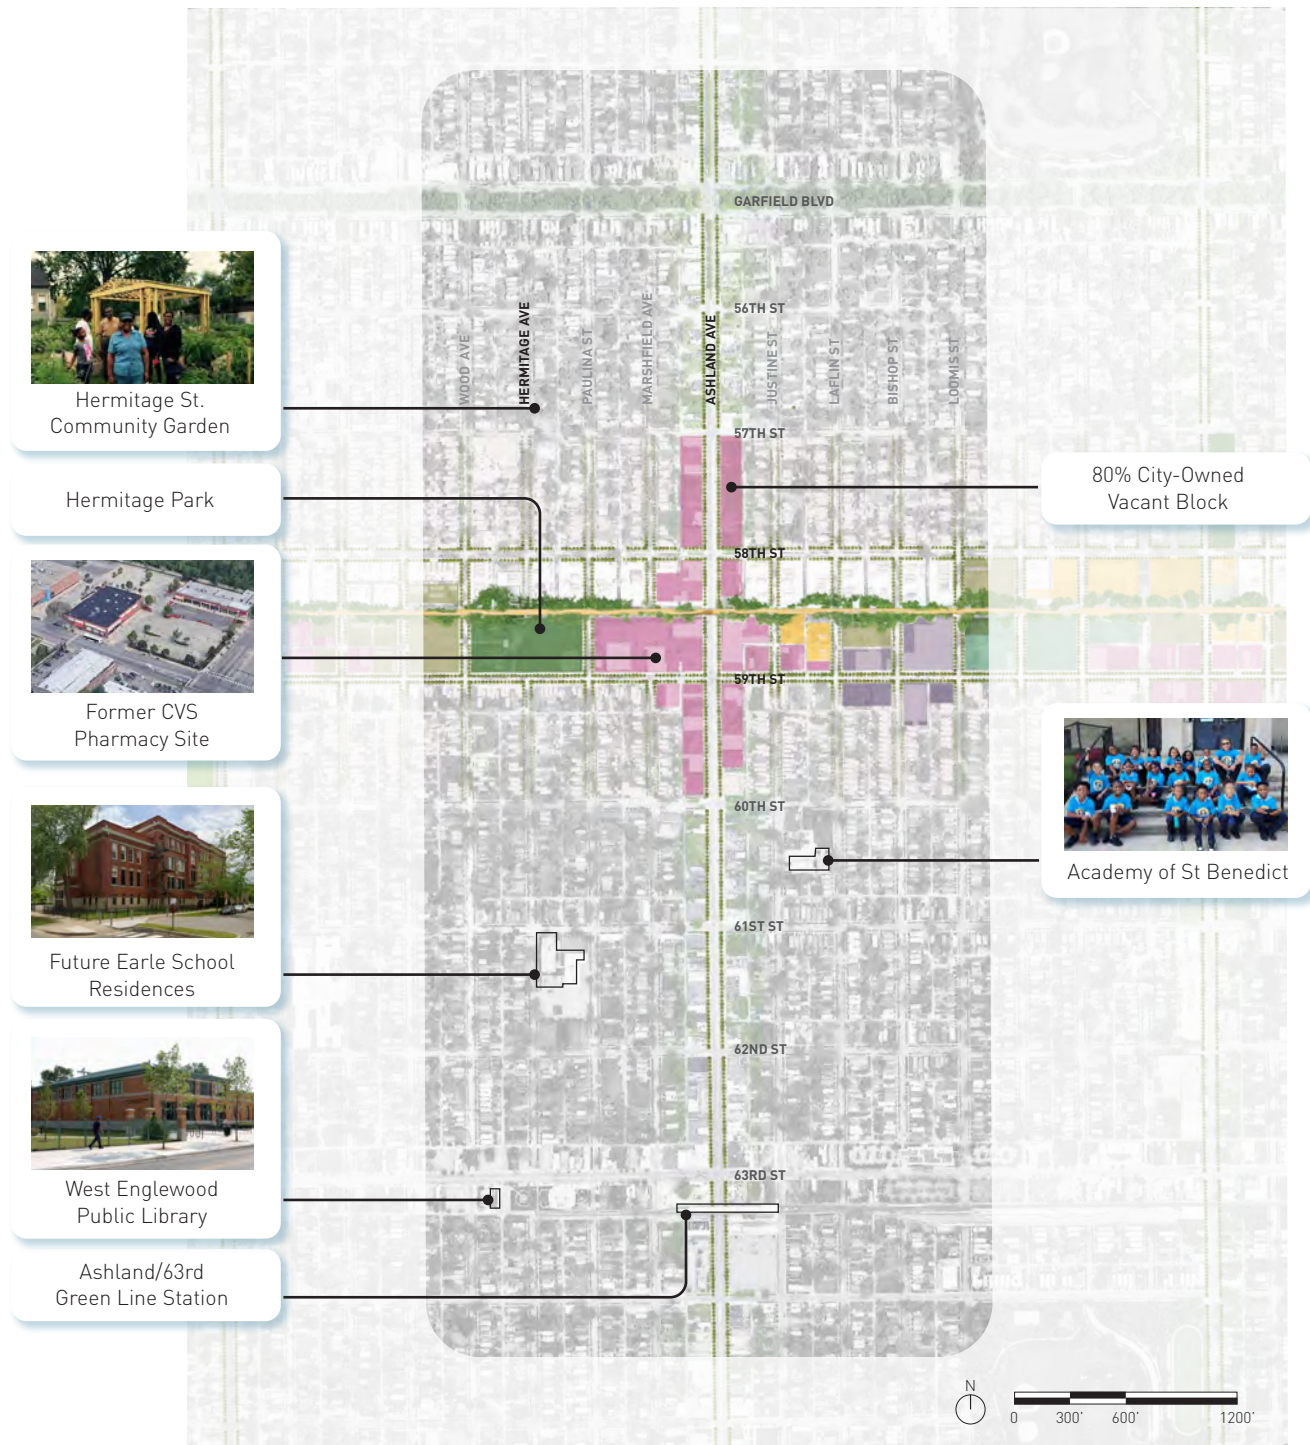 GARFIELD BLVD
56TH ST
WOOD AVE
HERMITAGE AVE
PAULINA ST
MARSHFIELD AVE
ASHLAND AVE
JUSTINE ST
LAFLIN ST
BISHOP ST
LOOMIS ST
57TH ST
58TH ST
59TH ST
60TH ST
61ST ST
62ND ST
63RD ST
Hermitage St.
Community Garden
Hermitage Park
Former CVS
Pharmacy Site
Future Earle School
Residences
West Englewood
Public Library
Ashland/63rd
Green Line Station
80% City-Owned
Vacant Block
Academy of St Benedict
N
0 300' 600' 1200'